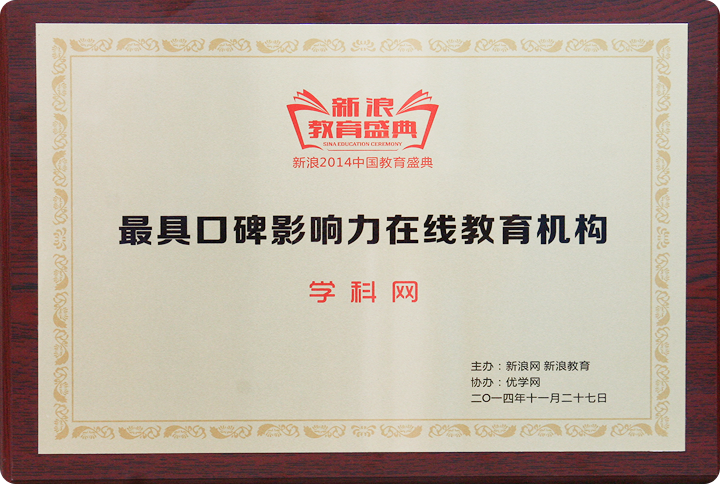 新浪
教育盛典
SINA EDUCATION CEREMONY
新浪2014中国教育盛典
最具口碑影响力在线教育机构
学科网
主办：新浪网 新浪教育
协办：优学网
二〇一四年十一月二十七日